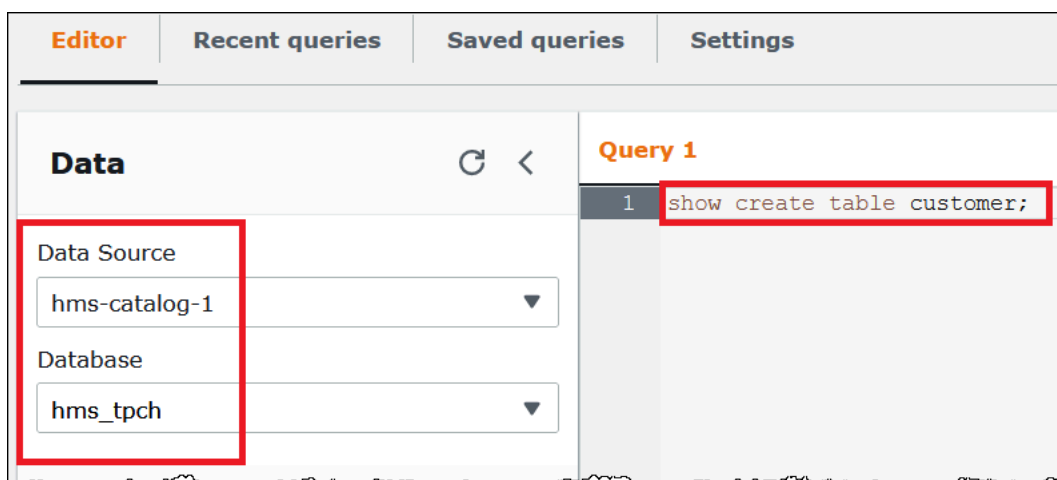 Editor Recent queries Saved queries Settings
Data
Query 1
1 show create table customer;
Data Source
hms-catalog-1
Database
hms_tpch